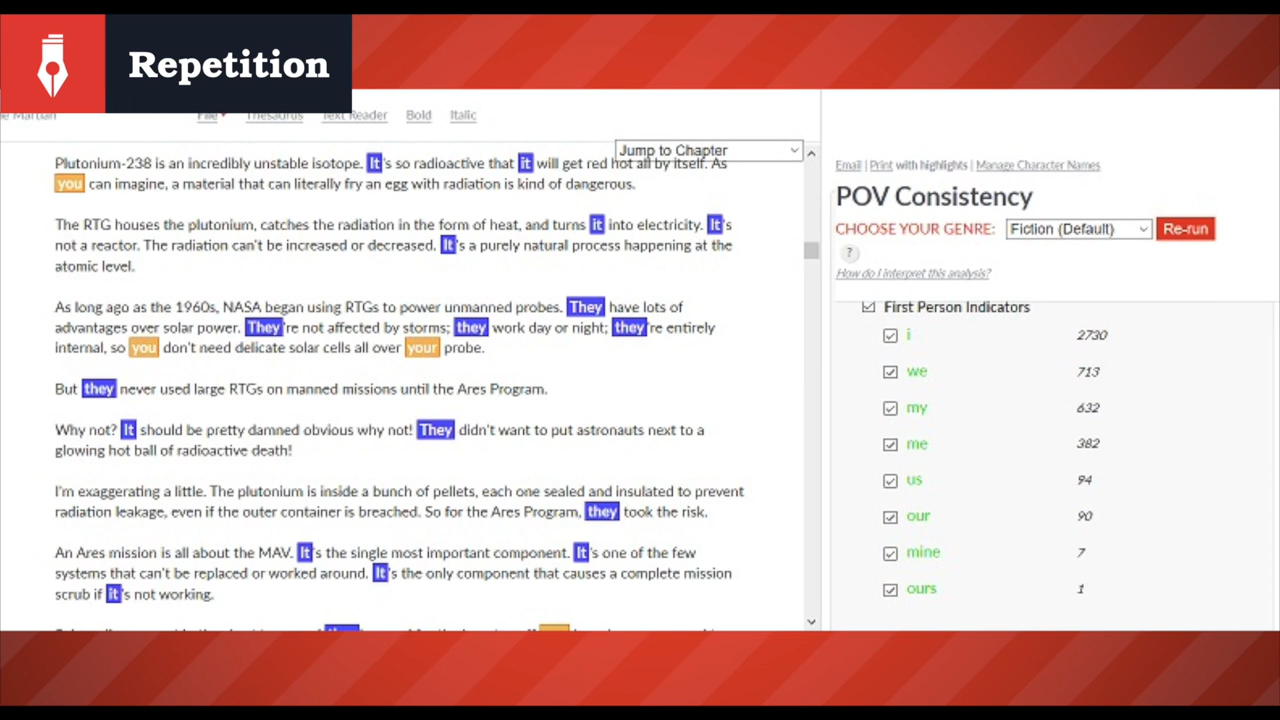 Repetition
e Martian File Thesaurus Text Reader Bold Italic
Jump to Chapter
Plutonium-238 is an incredibly unstable isotope. It's so radioactive that it will get red hot all by itself. As
you can imagine, a material that can literally fry an egg with radiation is kind of dangerous.
The RTG houses the plutonium, catches the radiation in the form of heat, and turns it into electricity. It's
not a reactor. The radiation can't be increased or decreased. It's a purely natural process happening at the
atomic level.
As long ago as the 1960s, NASA began using RTGs to power unmanned probes. They have lots of
advantages over solar power. They're not affected by storms; they work day or night; they're entirely
internal, so you don't need delicate solar cells all over your probe.
But they never used large RTGs on manned missions until the Ares Program.
Why not? It should be pretty damned obvious why not! They didn't want to put astronauts next to a
glowing hot ball of radioactive death!
I'm exaggerating a little. The plutonium is inside a bunch of pellets, each one sealed and insulated to prevent
radiation leakage, even if the outer container is breached. So for the Ares Program, they took the risk.
An Ares mission is all about the MAV. It's the single most important component. It's one of the few
systems that can't be replaced or worked around. It's the only component that causes a complete mission
scrub if it's not working.
Email | Print with highlights | Manage Character Names
POV Consistency
CHOOSE YOUR GENRE: Fiction (Default) Re-run
?
How do I interpret this analysis?
First Person Indicators
i 2730
we 713
my 632
me 382
us 94
our 90
mine 7
ours 1